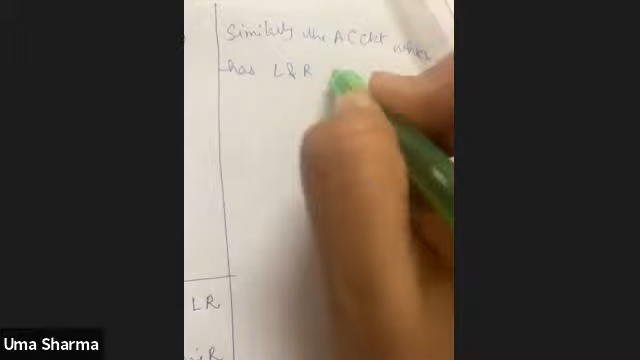 Similarly the AC Ckt which
has L & R
LR
R
Uma Sharma